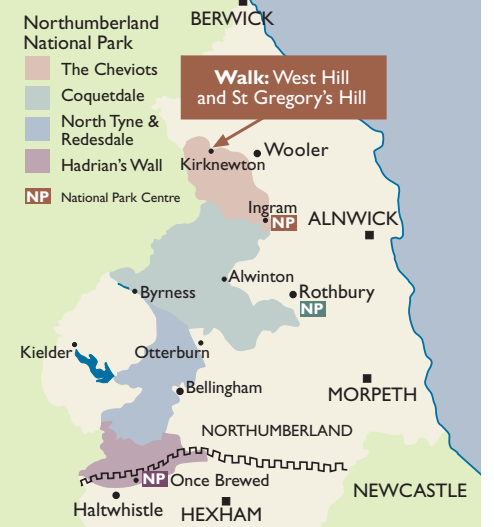 Northumberland
National Park
The Cheviots
Coquetdale
North Tyne &
Redesdale
Hadrian's Wall
NP National Park Centre
BERWICK
Walk: West Hill
and St Gregory's Hill
Kirknewton
Wooler
Ingram
NP
ALNWICK
Alwinton
Byrness
Rothbury
NP
Kielder
Otterburn
Bellingham
MORPETH
NORTHUMBERLAND
NP Once Brewed
Haltwhistle
HEXHAM
NEWCASTLE